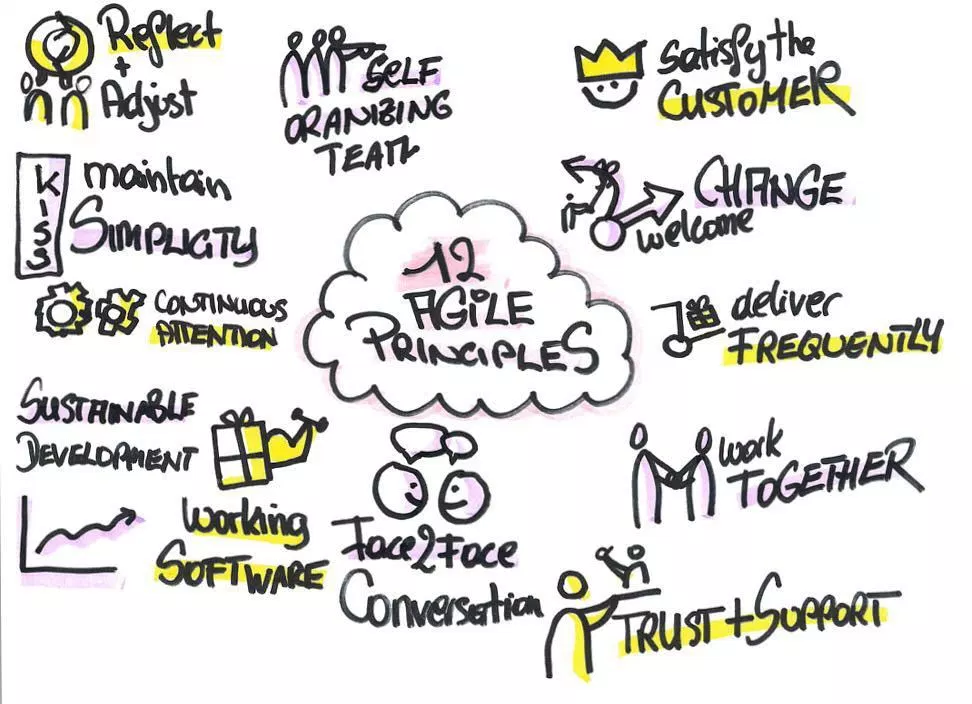 12
AGiLE
PRINCIPLES
satisfy the
CUSTOMER
CHANGE
welcome
deliver
FREQUENTLY
work
TOGETHER
TRUST + SUPPORT
Face2Face
Conversation
working
SOFTWARE
SUSTAINABLE
DEVELOPMENT
CONTINUOUS
ATTENTION
K
I
S
S
maintain
SIMPLICITY
SELF
ORANIZING
TEAM
Reflect
+
Adjust